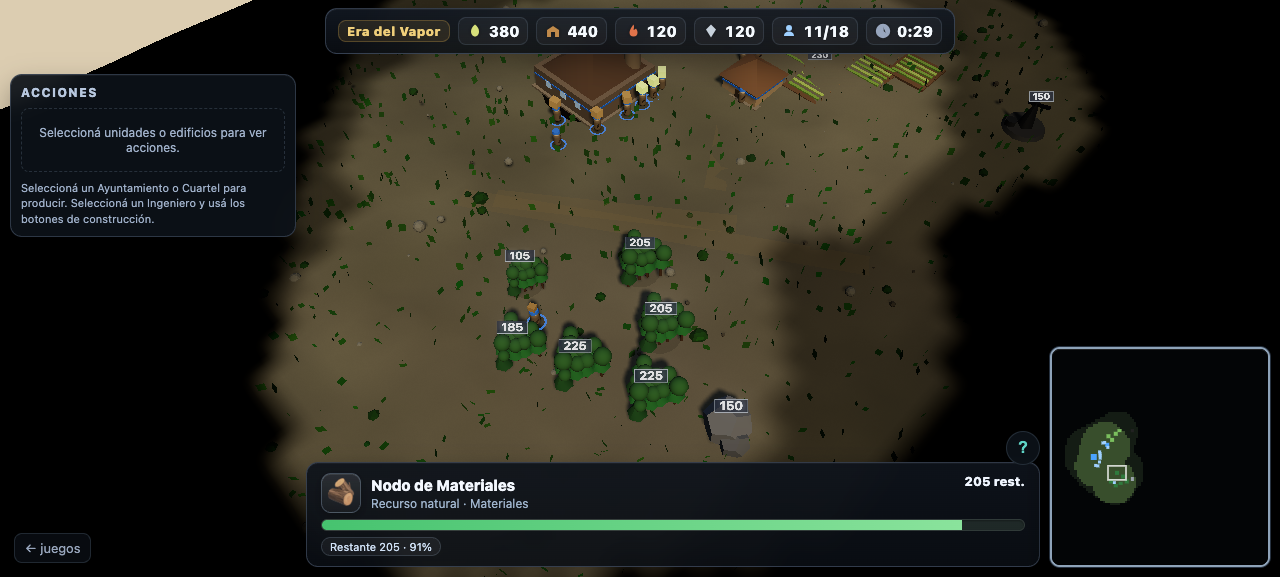 Era del Vapor
380
440
120
120
11/18
0:29
ACCIONES
Seleccioná unidades o edificios para ver
acciones.
Seleccioná un Ayuntamiento o Cuartel para
producir. Seleccioná un Ingeniero y usá los
botones de construcción.
230
150
105
205
205
185
225
225
150
?
Nodo de Materiales
205 rest.
Recurso natural · Materiales
Restante 205 · 91%
← juegos